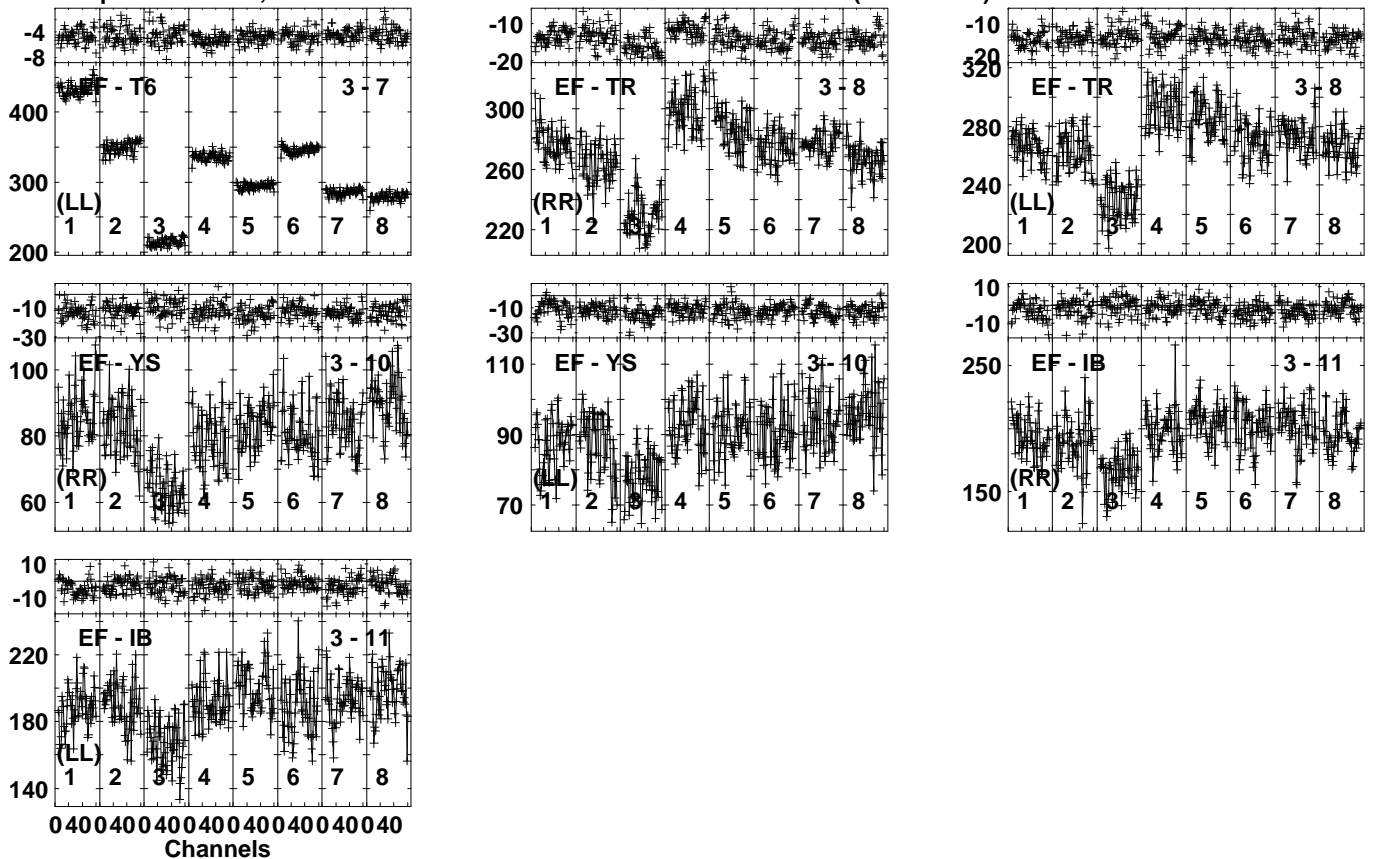 -4
-8
EF - T6 3 - 7
400
300
200
(LL)
1 2 3 4 5 6 7 8
-10
-20
EF - TR 3 - 8
300
260
220
(RR)
1 2 3 4 5 6 7 8
-10
-20
320
EF - TR 3 - 8
280
240
200
(LL)
1 2 3 4 5 6 7 8
-10
-30
EF - YS 3 - 10
100
80
60
(RR)
1 2 3 4 5 6 7 8
-10
-30
EF - YS 3 - 10
110
90
70
(LL)
1 2 3 4 5 6 7 8
10
-10
EF - IB 3 - 11
250
150
(RR)
1 2 3 4 5 6 7 8
10
-10
EF - IB 3 - 11
220
180
140
(LL)
1 2 3 4 5 6 7 8
0 40 0 40 0 40 0 40 0 40 0 40 0 40 0 40
Channels